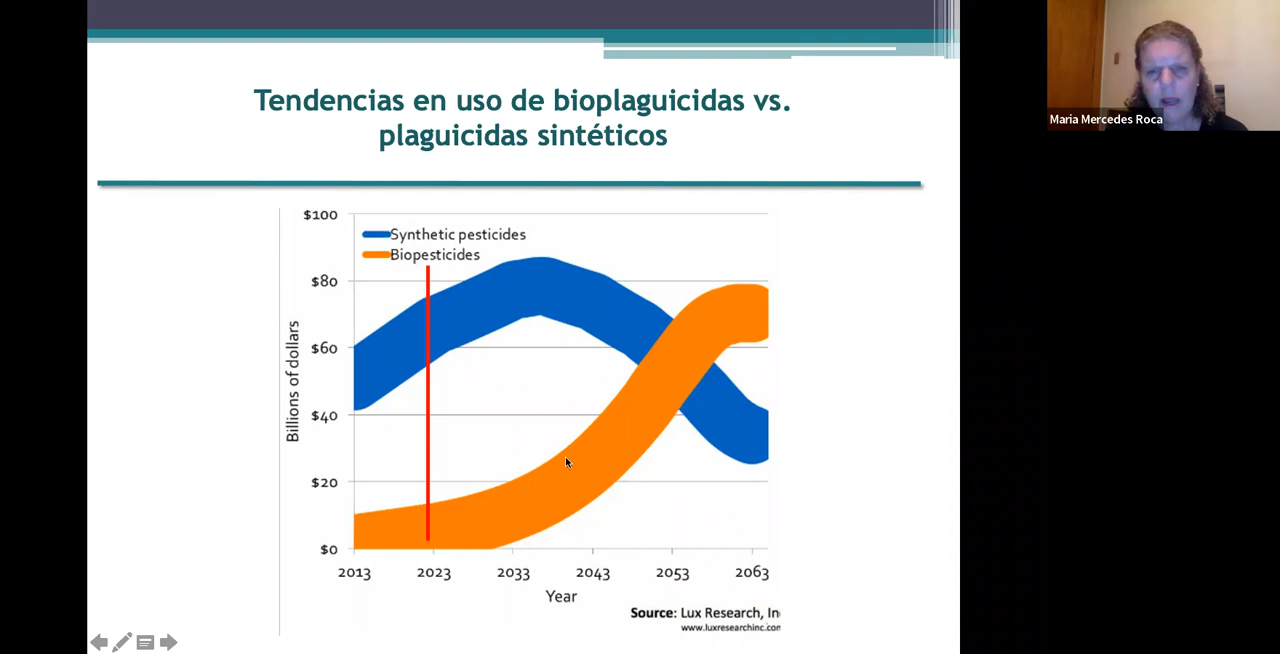 Tendencias en uso de bioplaguicidas vs.
plaguicidas sintéticos
Maria Mercedes Roca
$100
Synthetic pesticides
Biopesticides
$80
$60
$40
$20
$0
Billions of dollars
2013 2023 2033 2043 2053 2063
Year
Source: Lux Research, In
www.luxresearchinc.con